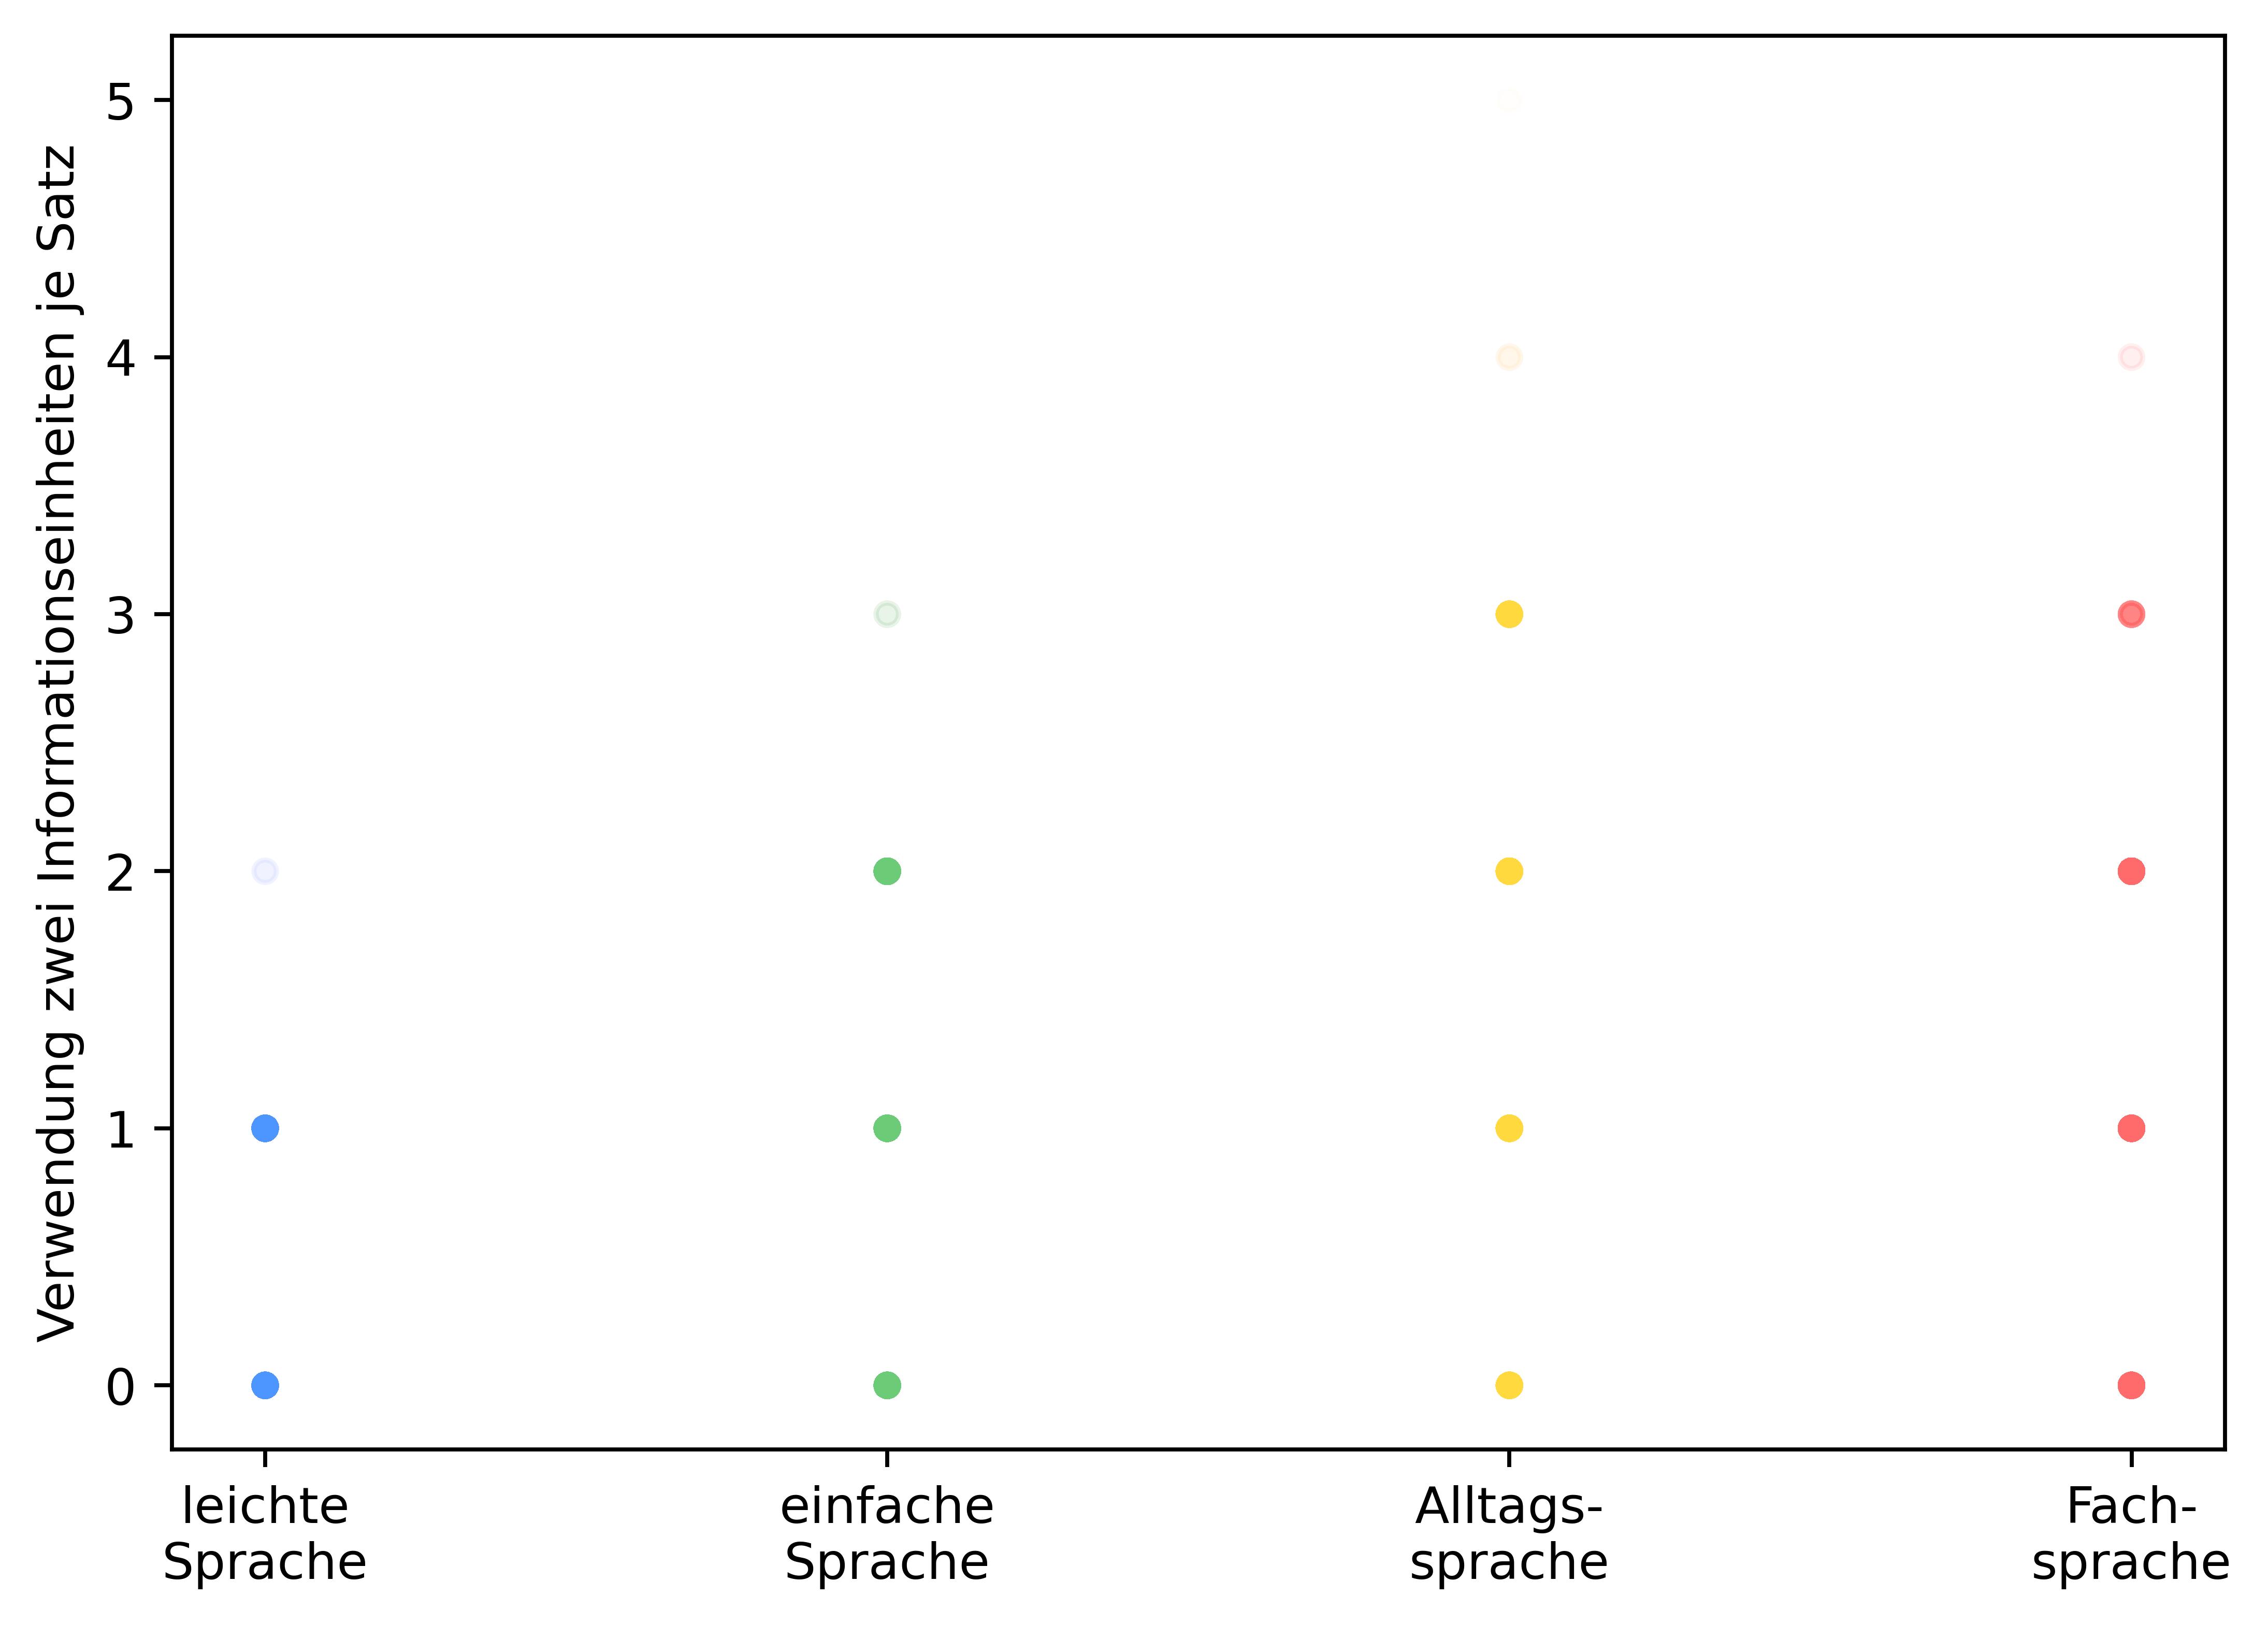 Verwendung zwei Informationseinheiten je Satz
5
4
3
2
1
0
leichte
Sprache
einfache
Sprache
Alltags-
sprache
Fach-
sprache